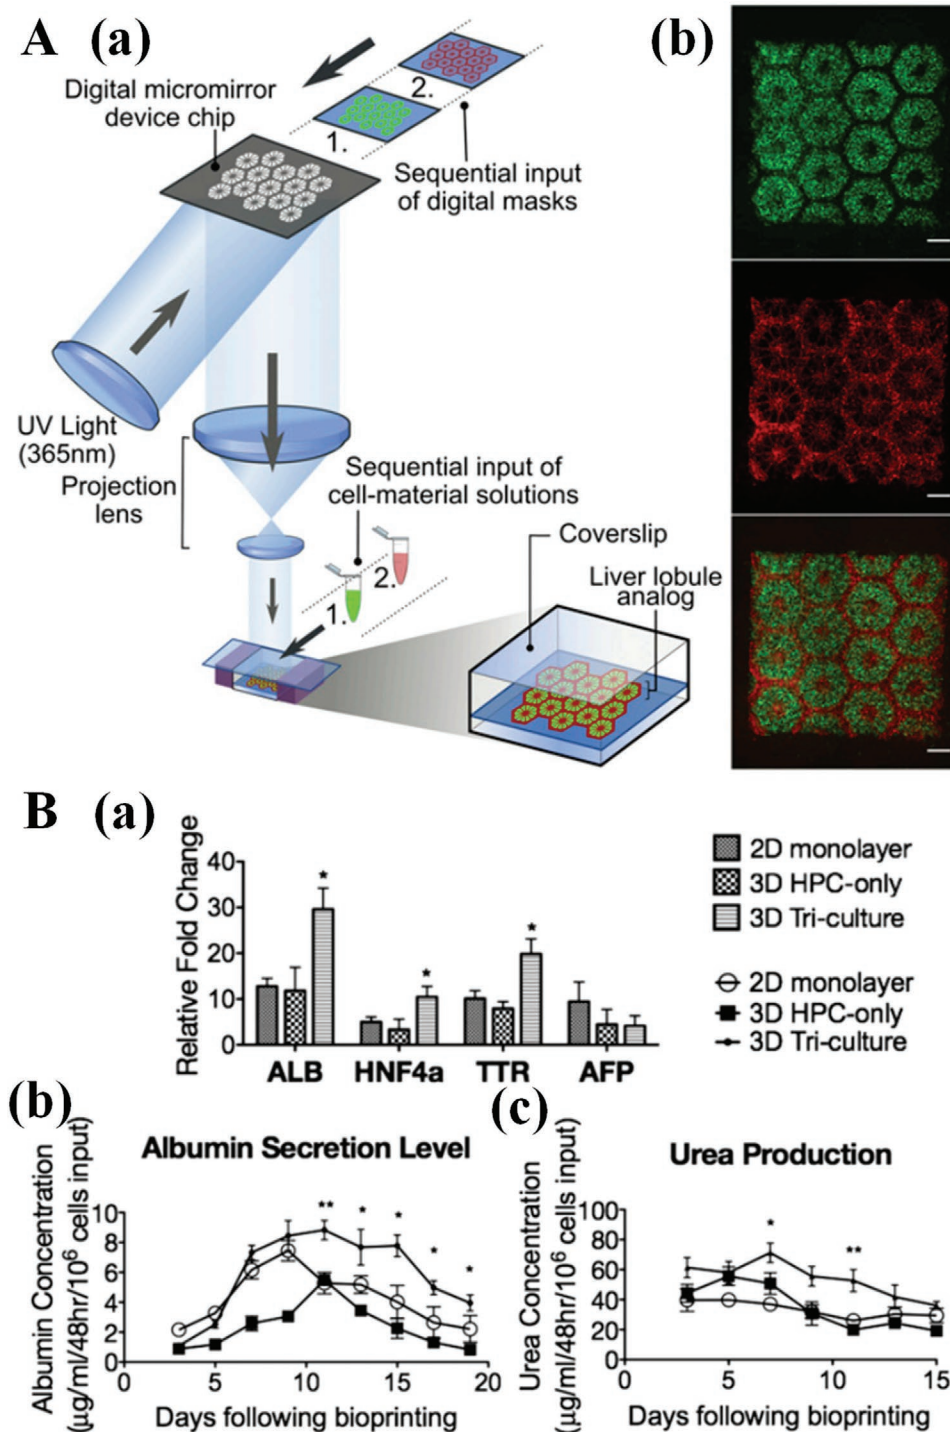 A (a)
(b)
Digital micromirror
device chip
1.
2.
Sequential input
of digital masks
UV Light
(365nm)
Projection
lens
Sequential input of
cell-material solutions
1.
2.
Coverslip
Liver lobule
analog
B (a)
Relative Fold Change
40
30
20
10
0
* * *
ALB HNF4a TTR AFP
2D monolayer
3D HPC-only
3D Tri-culture
2D monolayer
3D HPC-only
3D Tri-culture
(b)
Albumin Secretion Level
Albumin Concentration
(µg/ml/48hr/10⁶ cells input)
10
8
6
4
2
0
** * * * *
0 5 10 15 20
Days following bioprinting
(c)
Urea Production
Urea Concentration
(µg/ml/48hr/10⁶ cells input)
100
80
60
40
20
0
* **
0 5 10 15
Days following bioprinting